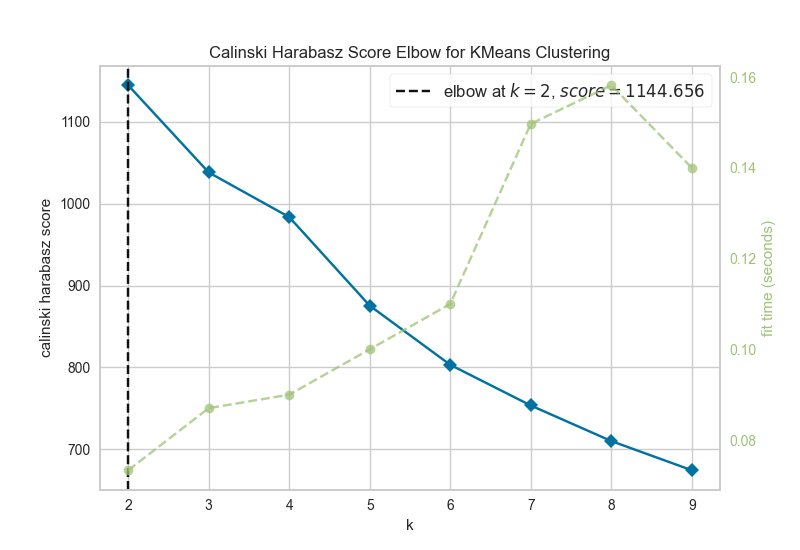 Calinski Harabasz Score Elbow for KMeans Clustering
elbow at k = 2, score = 1144.656
calinski harabasz score
1100
1000
900
800
700
0.16
0.14
0.12
0.10
0.08
fit time (seconds)
2 3 4 5 6 7 8 9
k